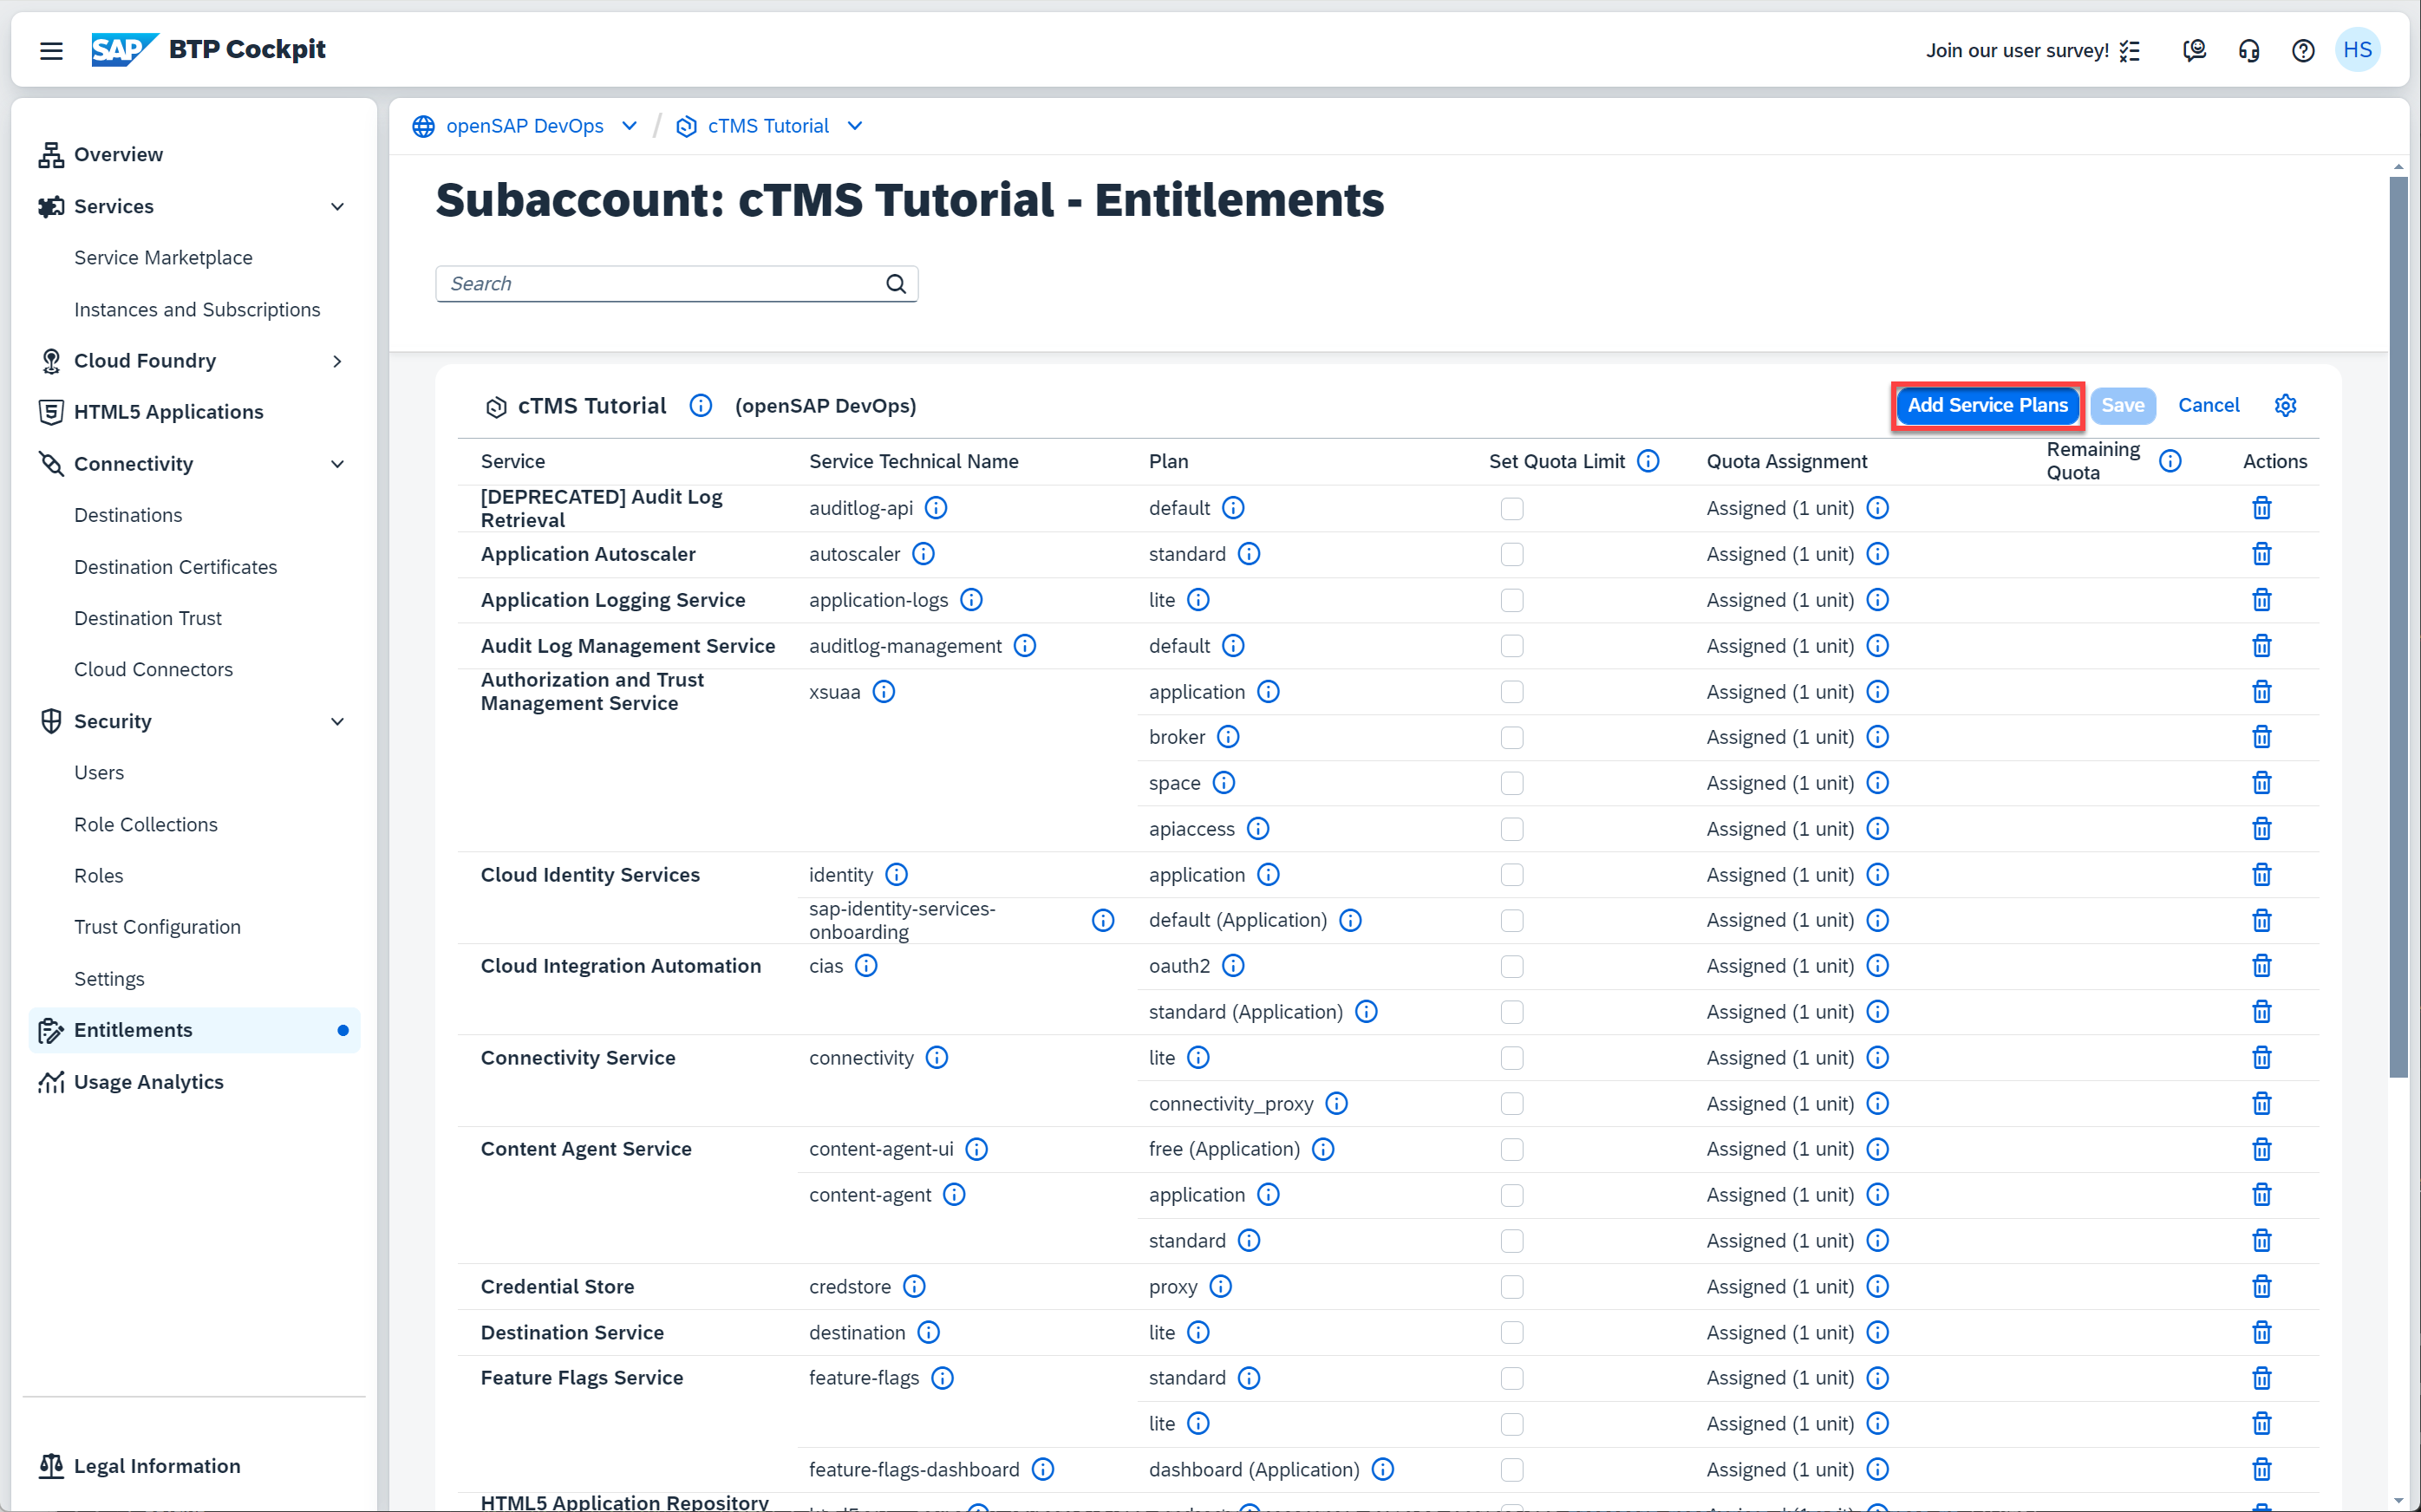 SAP BTP Cockpit
Join our user survey!
HS
Overview
Services
Service Marketplace
Instances and Subscriptions
Cloud Foundry
HTML5 Applications
Connectivity
Destinations
Destination Certificates
Destination Trust
Cloud Connectors
Security
Users
Role Collections
Roles
Trust Configuration
Settings
Entitlements
Usage Analytics
Legal Information
openSAP DevOps / cTMS Tutorial
Subaccount: cTMS Tutorial - Entitlements
Search
cTMS Tutorial (openSAP DevOps)
Add Service Plans Save Cancel
Service Service Technical Name Plan Set Quota Limit Quota Assignment Remaining Quota Actions
[DEPRECATED] Audit Log
Retrieval auditlog-api default Assigned (1 unit)
Application Autoscaler autoscaler standard Assigned (1 unit)
Application Logging Service application-logs lite Assigned (1 unit)
Audit Log Management Service auditlog-management default Assigned (1 unit)
Authorization and Trust
Management Service xsuaa application Assigned (1 unit)
broker Assigned (1 unit)
space Assigned (1 unit)
apiaccess Assigned (1 unit)
Cloud Identity Services identity application Assigned (1 unit)
sap-identity-services-
onboarding default (Application) Assigned (1 unit)
Cloud Integration Automation cias oauth2 Assigned (1 unit)
standard (Application) Assigned (1 unit)
Connectivity Service connectivity lite Assigned (1 unit)
connectivity_proxy Assigned (1 unit)
Content Agent Service content-agent-ui free (Application) Assigned (1 unit)
content-agent application Assigned (1 unit)
standard Assigned (1 unit)
Credential Store credstore proxy Assigned (1 unit)
Destination Service destination lite Assigned (1 unit)
Feature Flags Service feature-flags standard Assigned (1 unit)
lite Assigned (1 unit)
feature-flags-dashboard dashboard (Application) Assigned (1 unit)
HTML5 Application Repository